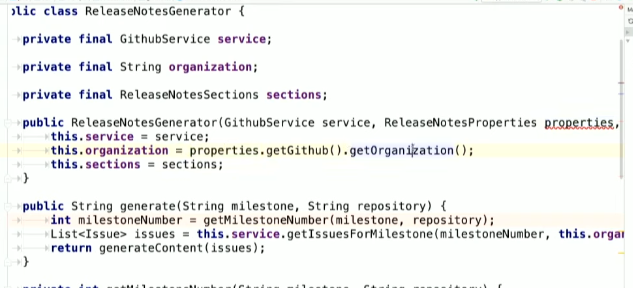 lic class ReleaseNotesGenerator {
private final GithubService service;
private final String organization;
private final ReleaseNotesSections sections;
public ReleaseNotesGenerator(GithubService service, ReleaseNotesProperties properties,
this.service = service;
this.organization = properties.getGithub().getOrganization();
this.sections = sections;
}
public String generate(String milestone, String repository) {
int milestoneNumber = getMilestoneNumber(milestone, repository);
List<Issue> issues = this.service.getIssuesForMilestone(milestoneNumber, this.orga
return generateContent(issues);
}